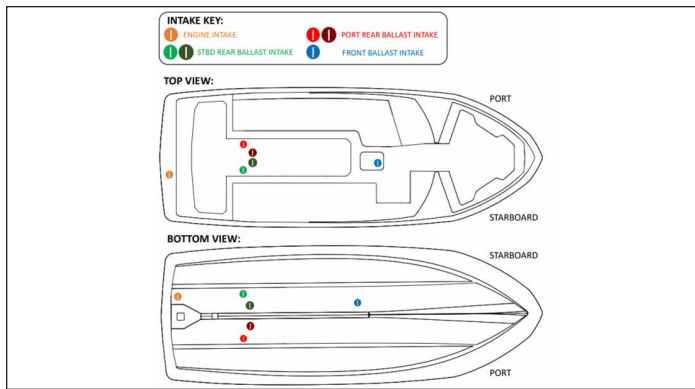 INTAKE KEY:
ENGINE INTAKE
PORT REAR BALLAST INTAKE
STBD REAR BALLAST INTAKE
FRONT BALLAST INTAKE
TOP VIEW:
PORT
STARBOARD
BOTTOM VIEW:
STARBOARD
PORT